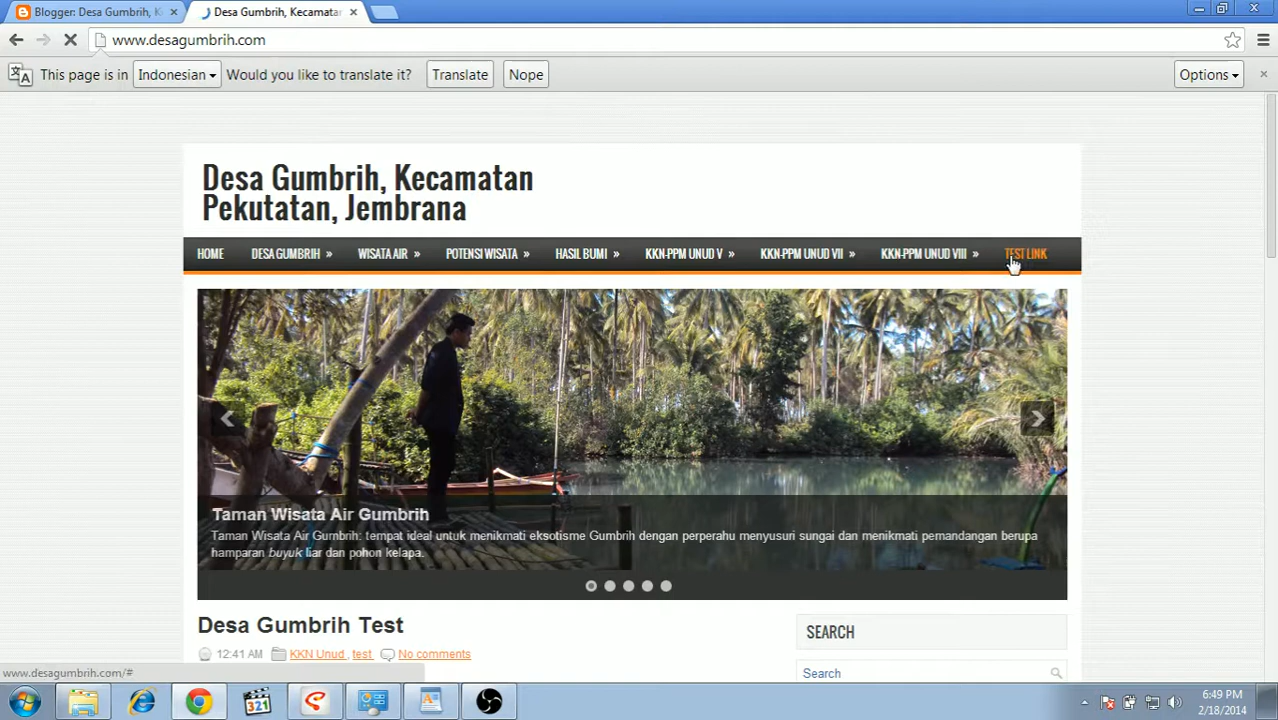 Blogger: Desa Gumbrih, K
Desa Gumbrih, Kecamata
www.desagumbrih.com
This page is in Indonesian Would you like to translate it? Translate Nope Options
Desa Gumbrih, Kecamatan
Pekutatan, Jembrana
HOME DESA GUMBRIH » WISATA AIR » POTENSI WISATA » HASIL BUMI » KKN-PPM UNUD V » KKN-PPM UNUD VII » KKN-PPM UNUD VIII » TEST LINK
Taman Wisata Air Gumbrih
Taman Wisata Air Gumbrih: tempat ideal untuk menikmati eksotisme Gumbrih dengan perperahu menyusuri sungai dan menikmati pemandangan berupa
hamparan buyuk liar dan pohon kelapa.
Desa Gumbrih Test
SEARCH
12:41 AM KKN Unud , test No comments
Search
www.desagumbrih.com/#
321
6:49 PM
2/18/2014